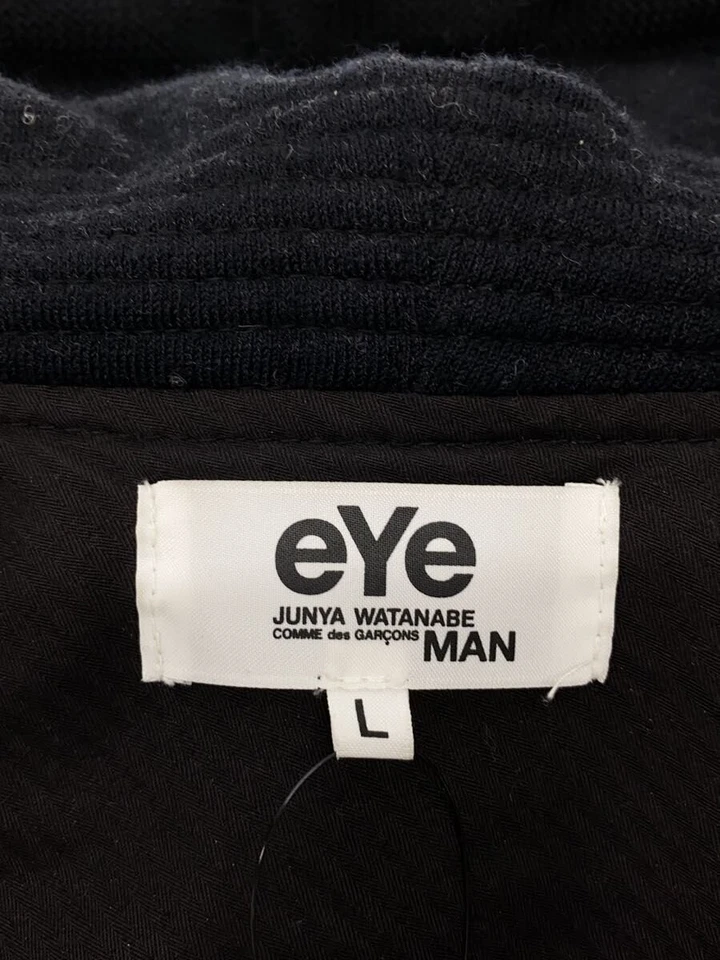 eYe
JUNYA WATANABE
COMME des GARÇONS MAN
L